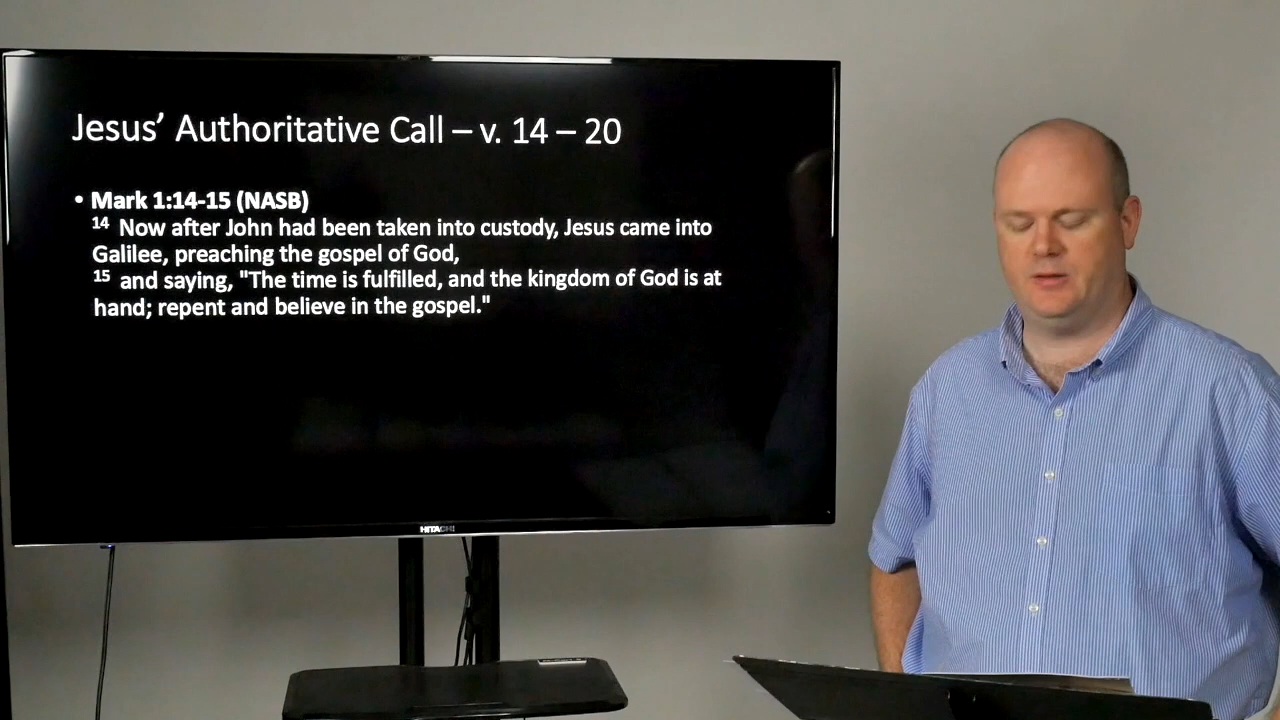 Jesus’ Authoritative Call – v. 14 – 20
• Mark 1:14-15 (NASB)
14 Now after John had been taken into custody, Jesus came into
Galilee, preaching the gospel of God,
15 and saying, "The time is fulfilled, and the kingdom of God is at
hand; repent and believe in the gospel."
HITACHI